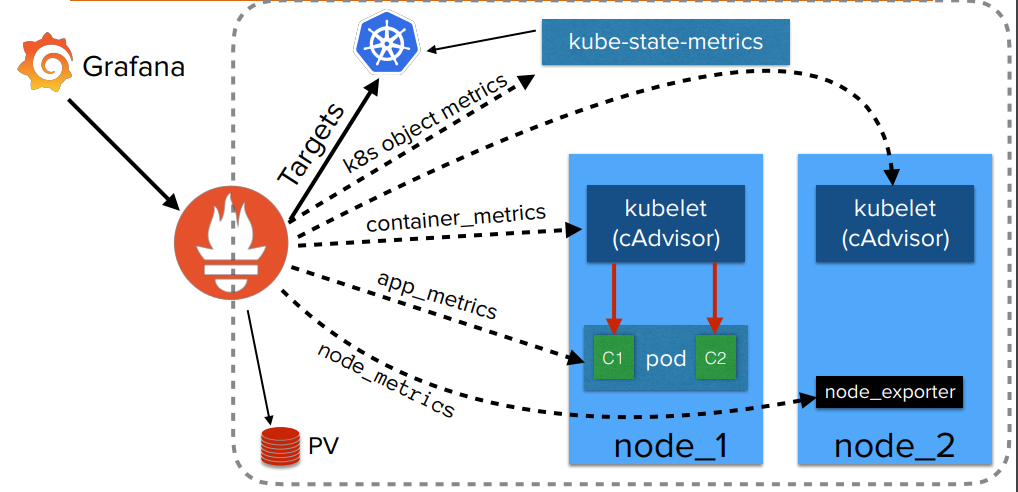 Grafana
kube-state-metrics
Targets
k8s object metrics
container_metrics
kubelet
(cAdvisor)
kubelet
(cAdvisor)
app_metrics
C1
pod
C2
node_metrics
node_exporter
PV
node_1
node_2